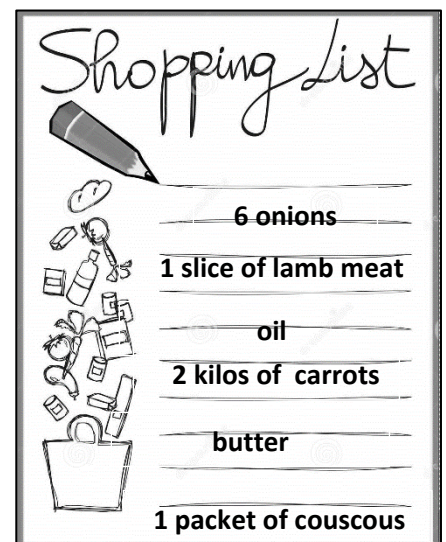 Shopping List
6 onions
1 slice of lamb meat
oil
2 kilos of carrots
butter
1 packet of couscous